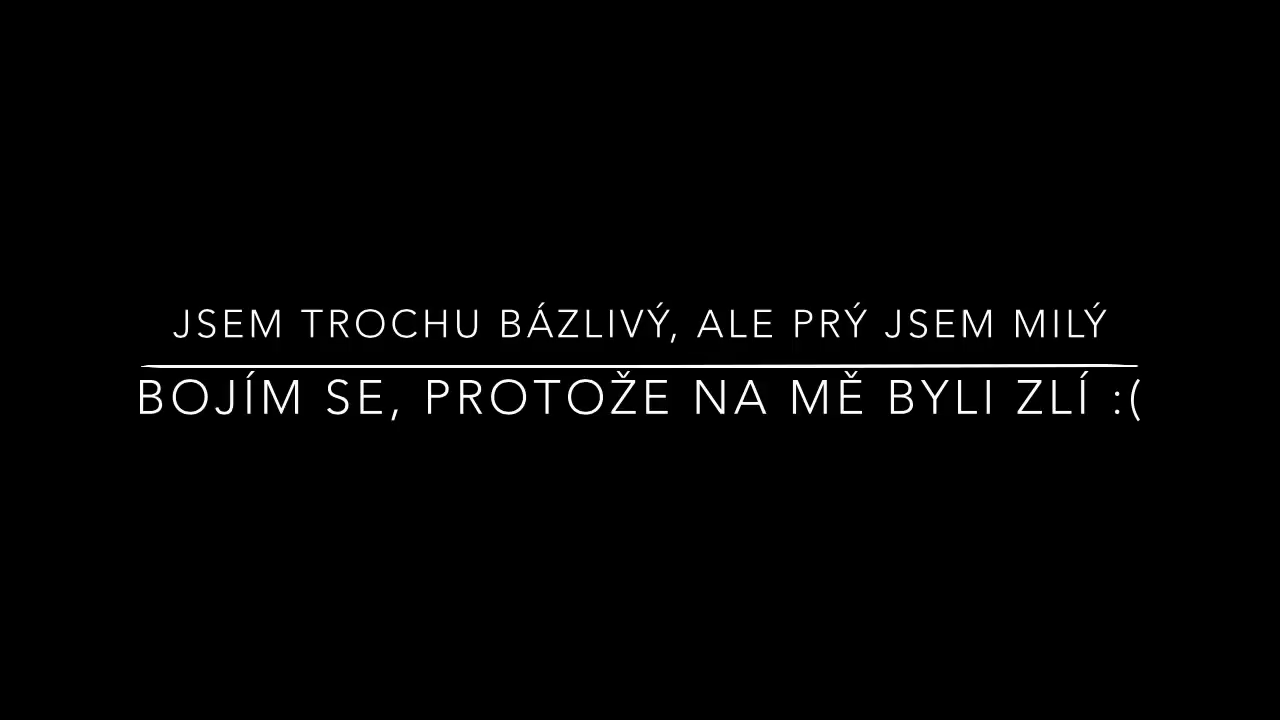 JSEM TROCHU BÁZLIVÝ, ALE PRÝ JSEM MILÝ
BOJÍM SE, PROTOŽE NA MĚ BYLI ZLÍ :(